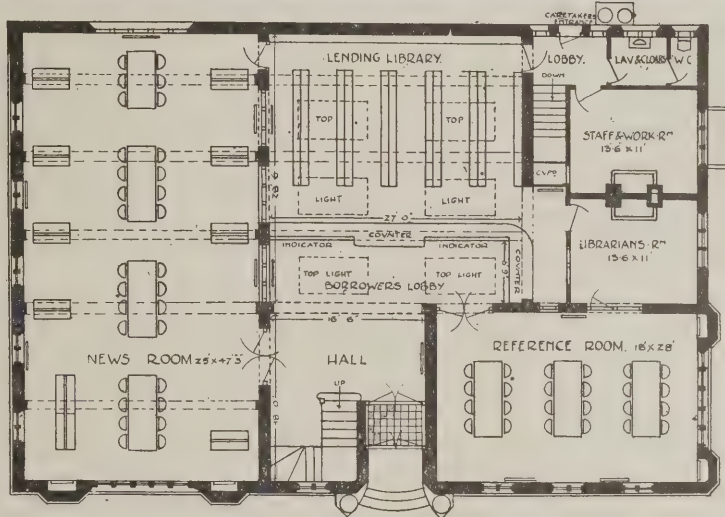 CARETAKERS
ENTRANCE
LENDING LIBRARY.
LOBBY.
LAV & CLOAKS
W.C
DOWN
TOP
TOP
STAFF & WORK Rᴹ
13'6" X 11'
CUPᴰ
LIGHT
LIGHT
27' 0"
COUNTER
INDICATOR
INDICATOR
COUNTER
LIBRARIANS Rᴹ
13'.6 X 11'
TOP LIGHT
TOP LIGHT
BORROWERS LOBBY
16' 6"
NEWS ROOM 25' X 47'3"
HALL
REFERENCE ROOM. 18' X 28'
UP